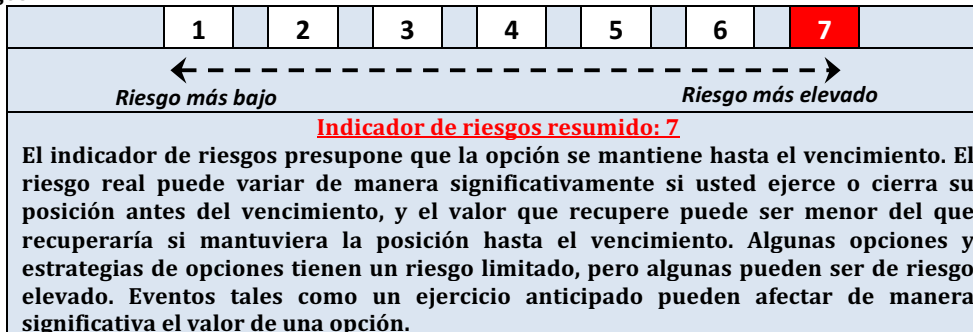 1 2 3 4 5 6 7
Riesgo más bajo Riesgo más elevado
Indicador de riesgos resumido: 7
El indicador de riesgos presupone que la opción se mantiene hasta el vencimiento. El
riesgo real puede variar de manera significativamente si usted ejerce o cierra su
posición antes del vencimiento, y el valor que recupere puede ser menor del que
recuperaría si mantuviera la posición hasta el vencimiento. Algunas opciones y
estrategias de opciones tienen un riesgo limitado, pero algunas pueden ser de riesgo
elevado. Eventos tales como un ejercicio anticipado pueden afectar de manera
significativa el valor de una opción.